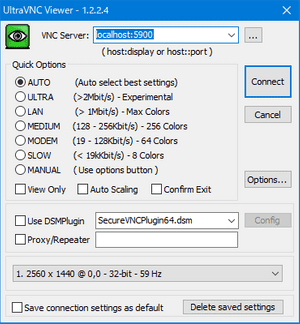 UltraVNC Viewer - 1.2.2.4
VNC Server: localhost:5900 ...
( host:display or host::port )
Quick Options
AUTO (Auto select best settings)
ULTRA (>2Mbit/s) - Experimental
LAN (> 1Mbit/s) - Max Colors
MEDIUM (128 - 256Kbit/s) - 256 Colors
MODEM (19 - 128Kbit/s) - 64 Colors
SLOW (< 19kKbit/s) - 8 Colors
MANUAL (Use options button )
View Only Auto Scaling Confirm Exit
Connect
Cancel
Options...
Use DSMPlugin SecureVNCPlugin64.dsm Config
Proxy/Repeater
1. 2560 x 1440 @ 0,0 - 32-bit - 59 Hz
Save connection settings as default Delete saved settings